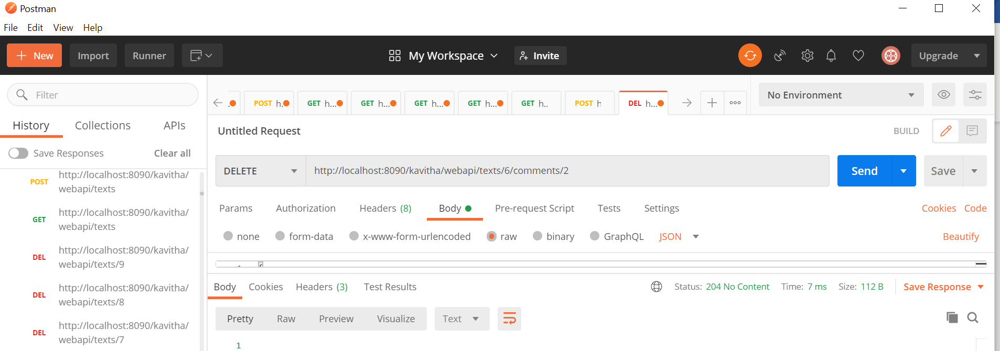 Postman
File Edit View Help
+ New Import Runner My Workspace Invite Upgrade
Filter
History Collections APIs
Save Responses Clear all
POST http://localhost:8090/kavitha/
webapi/texts
GET http://localhost:8090/kavitha/
webapi/texts
DEL http://localhost:8090/kavitha/
webapi/texts/9
DEL http://localhost:8090/kavitha/
webapi/texts/8
DEL http://localhost:8090/kavitha/
webapi/texts/7
POST h. GET h... GET h... GET h... GET h... GET h.. POST h DEL h...
No Environment
Untitled Request
BUILD
DELETE http://localhost:8090/kavitha/webapi/texts/6/comments/2 Send Save
Params Authorization Headers (8) Body Pre-request Script Tests Settings Cookies Code
none form-data x-www-form-urlencoded raw binary GraphQL JSON Beautify
Body Cookies Headers (3) Test Results Status: 204 No Content Time: 7 ms Size: 112 B Save Response
Pretty Raw Preview Visualize Text
1